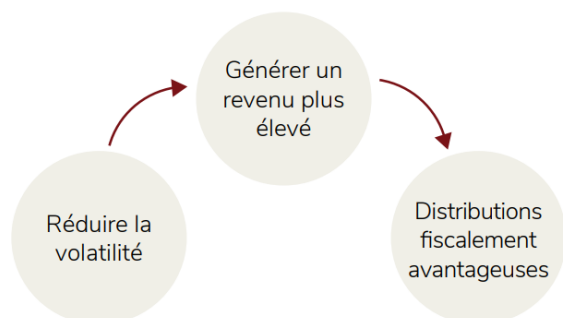 Réduire la
volatilité
Générer un
revenu plus
élevé
Distributions
fiscalement
avantageuses